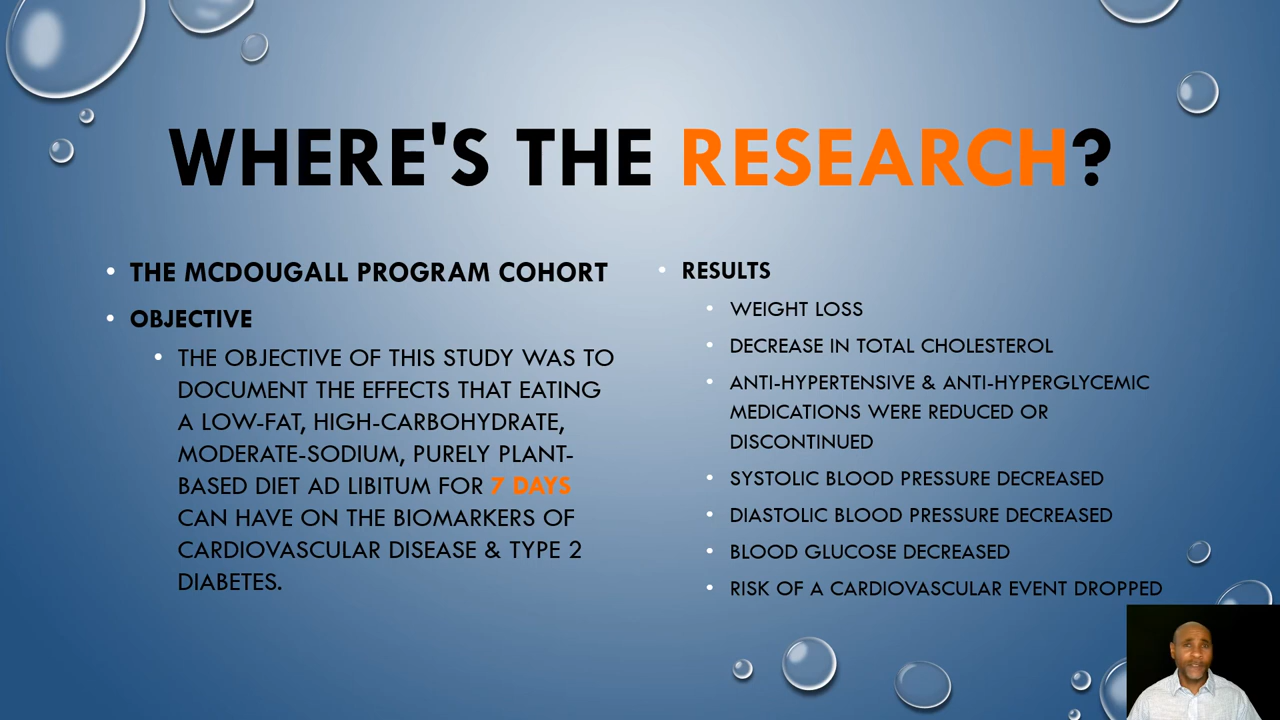 WHERE'S THE RESEARCH?
• THE MCDOUGALL PROGRAM COHORT
• OBJECTIVE
• THE OBJECTIVE OF THIS STUDY WAS TO
DOCUMENT THE EFFECTS THAT EATING
A LOW-FAT, HIGH-CARBOHYDRATE,
MODERATE-SODIUM, PURELY PLANT-
BASED DIET AD LIBITUM FOR 7 DAYS
CAN HAVE ON THE BIOMARKERS OF
CARDIOVASCULAR DISEASE & TYPE 2
DIABETES.
• RESULTS
• WEIGHT LOSS
• DECREASE IN TOTAL CHOLESTEROL
• ANTI-HYPERTENSIVE & ANTI-HYPERGLYCEMIC
MEDICATIONS WERE REDUCED OR
DISCONTINUED
• SYSTOLIC BLOOD PRESSURE DECREASED
• DIASTOLIC BLOOD PRESSURE DECREASED
• BLOOD GLUCOSE DECREASED
• RISK OF A CARDIOVASCULAR EVENT DROPPED